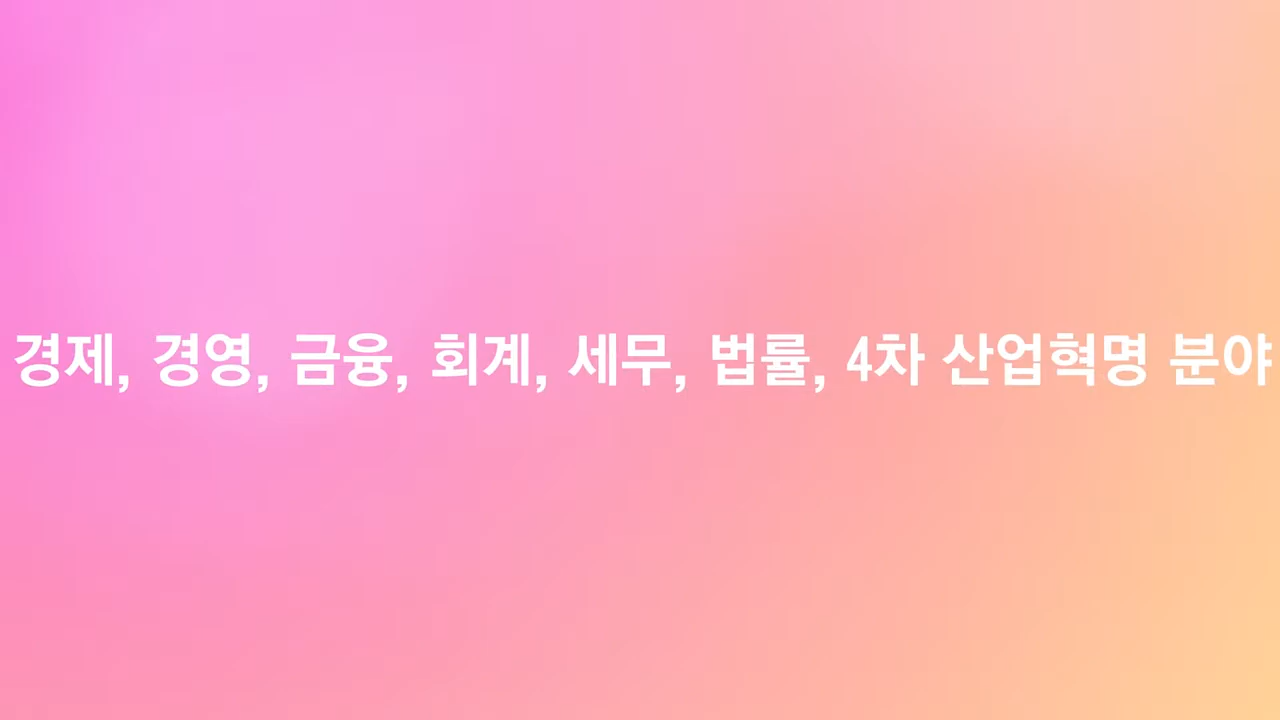 경제, 경영, 금융, 회계, 세무, 법률, 4차 산업혁명 분야